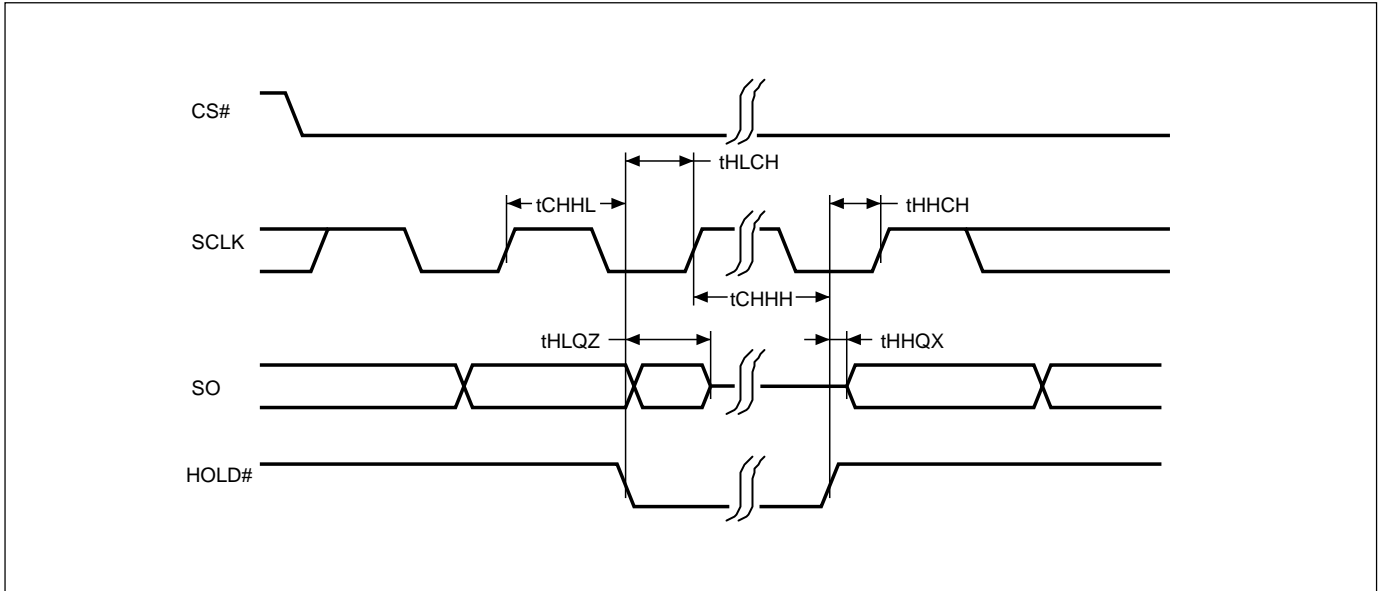 CS#
tHLCH
tCHHL
tHHCH
SCLK
tCHHH
tHLQZ
tHHQX
SO
HOLD#